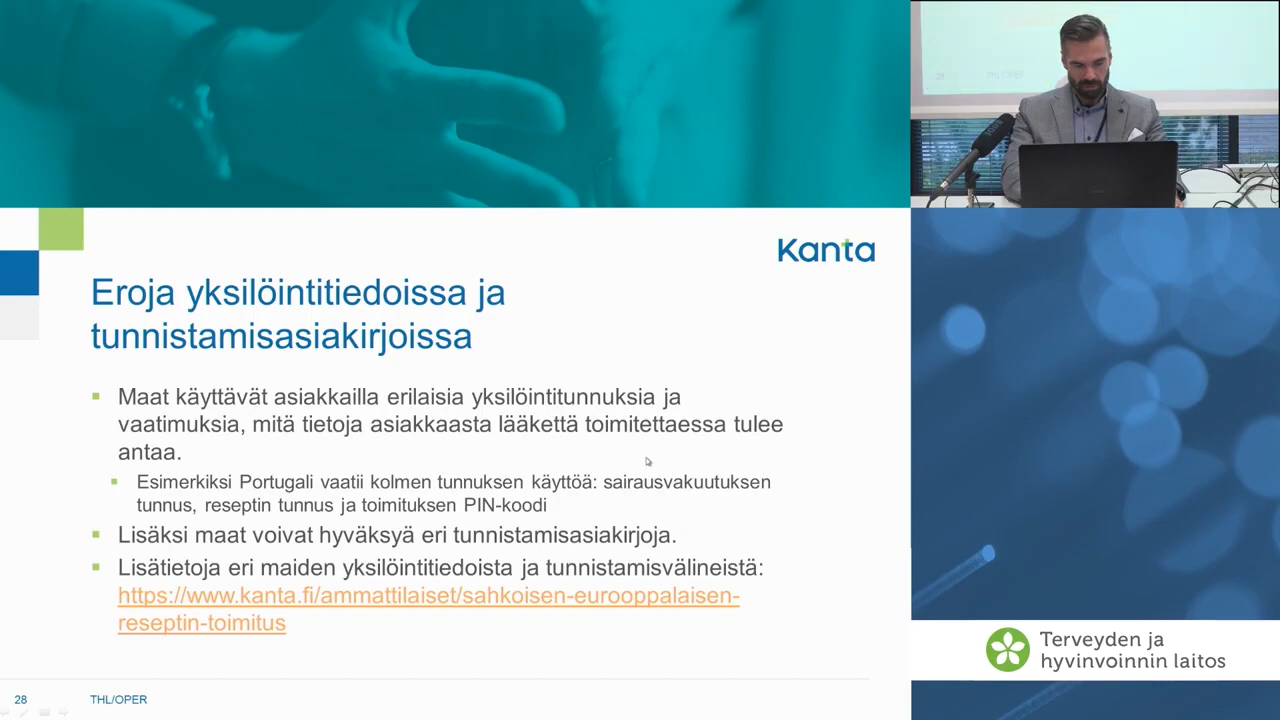 Kanta
Eroja yksilöintitiedoissa ja
tunnistamisasiakirjoissa
Maat käyttävät asiakkailla erilaisia yksilöintitunnuksia ja
vaatimuksia, mitä tietoja asiakkaasta lääkettä toimitettaessa tulee
antaa.
Esimerkiksi Portugali vaatii kolmen tunnuksen käyttöä: sairausvakuutuksen
tunnus, reseptin tunnus ja toimituksen PIN-koodi
Lisäksi maat voivat hyväksyä eri tunnistamisasiakirjoja.
Lisätietoja eri maiden yksilöintitiedoista ja tunnistamisvälineistä:
https://www.kanta.fi/ammattilaiset/sahkoisen-eurooppalaisen-
reseptin-toimitus
28 THL/OPER
THL/OPER
Terveyden ja
hyvinvoinnin laitos